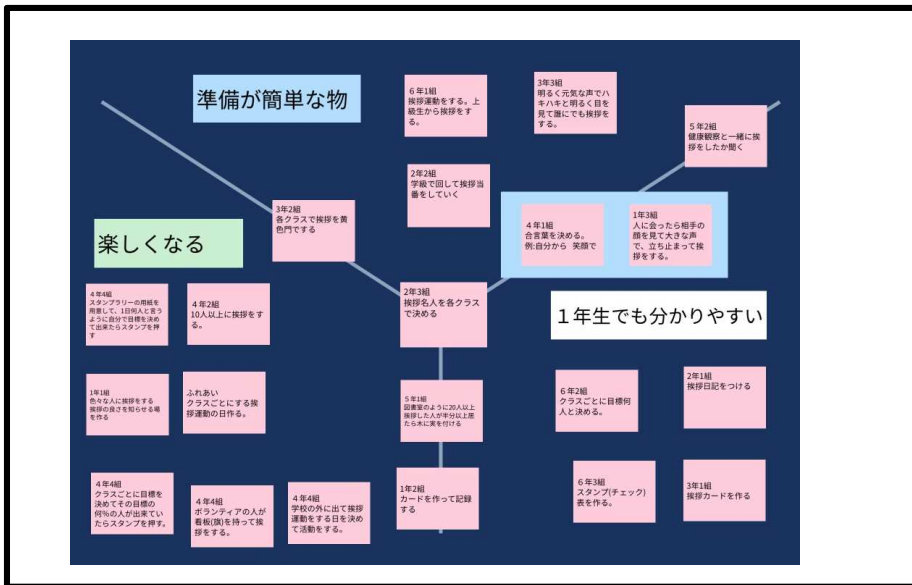 準備が簡単な物
6年1組
挨拶運動をする。上
級生から挨拶をす
る。
3年3組
明るく元気な声でハ
キハキと明るく目を
見て誰にでも挨拶を
する。
5年2組
健康観察と一緒に挨
拶をしたか聞く
2年2組
学級で回して挨拶当
番をしていく
3年2組
各クラスで挨拶を黄
色門でする
4年1組
合言葉を決める。
例:自分から 笑顔で
1年3組
人に会ったら相手の
顔を見て大きな声
で、立ち止まって挨
拶をする。
楽しくなる
2年3組
挨拶名人を各クラス
で決める
1年生でも分かりやすい
4年4組
スタンプラリーの用紙を
用意して、1日何人と言う
ように自分で目標を決め
て出来たらスタンプを押
す
4年2組
10人以上に挨拶をす
る。
1年1組
色々な人に挨拶をする
挨拶の良さを知らせる場
を作る
ふれあい
クラスごとにする挨
拶運動の日作る。
5年1組
図書室のように20人以上
挨拶した人が半分以上居
たら木に実を付ける
6年2組
クラスごとに目標何
人と決める。
2年1組
挨拶日記をつける
4年4組
クラスごとに目標を
決めてその目標の
何%の人が出来てい
たらスタンプを押す。
4年4組
ボランティアの人が
看板(旗)を持って挨
拶をする。
4年4組
学校の外に出て挨拶
運動をする日を決め
て活動をする。
1年2組
カードを作って記録
する
6年3組
スタンプ(チェック)
表を作る。
3年1組
挨拶カードを作る